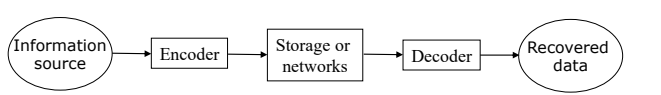 Information
source
Encoder
Storage or
networks
Decoder
Recovered
data